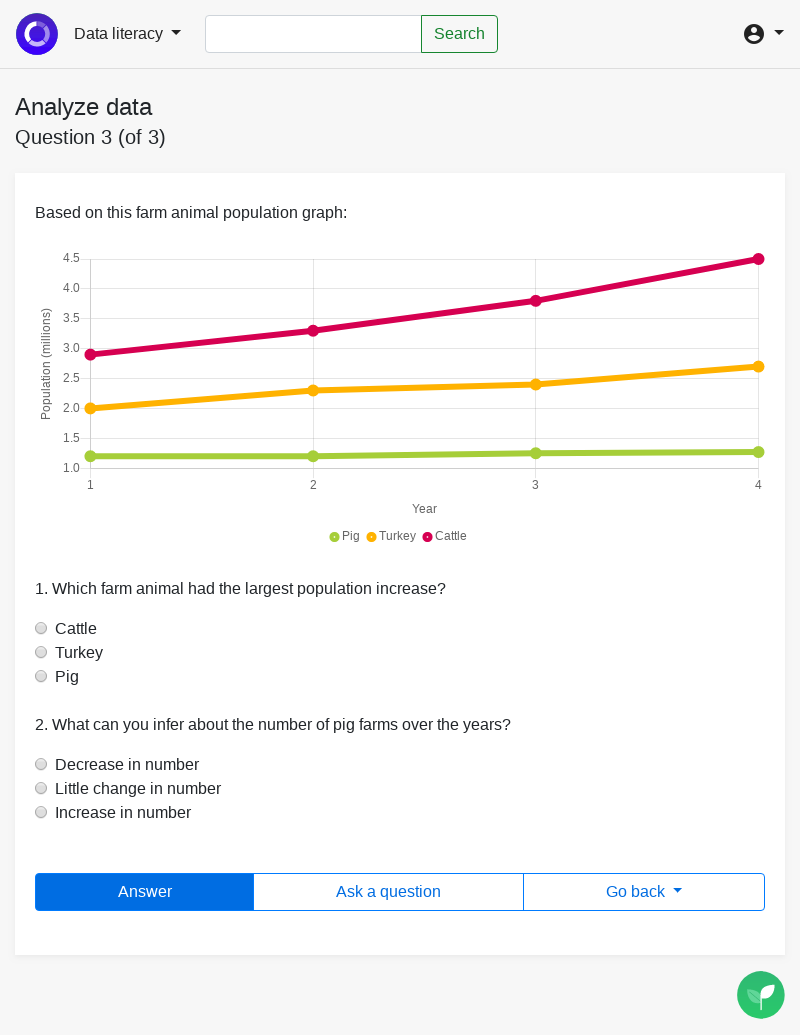 Data literacy
Search
Analyze data
Question 3 (of 3)
Based on this farm animal population graph:
4.5
4.0
3.5
3.0
2.5
2.0
1.5
1.0
Population (millions)
1 2 3 4
Year
Pig Turkey Cattle
1. Which farm animal had the largest population increase?
Cattle
Turkey
Pig
2. What can you infer about the number of pig farms over the years?
Decrease in number
Little change in number
Increase in number
Answer Ask a question Go back